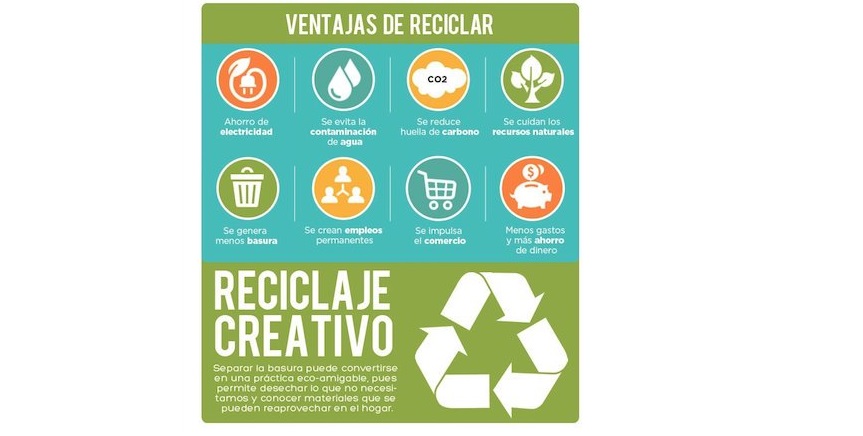 VENTAJAS DE RECICLAR
Ahorro de
electricidad
Se evita la
contaminación
de agua
CO2
Se reduce
huella de carbono
Se cuidan los
recursos naturales
Se genera
menos basura
Se crean empleos
permanentes
Se impulsa
el comercio
$
Menos gastos
y más ahorro
de dinero
RECICLAJE
CREATIVO
Separar la basura puede convertirse
en una práctica eco-amigable, pues
permite desechar lo que no necesi-
tamos y conocer materiales que se
pueden reaprovechar en el hogar.